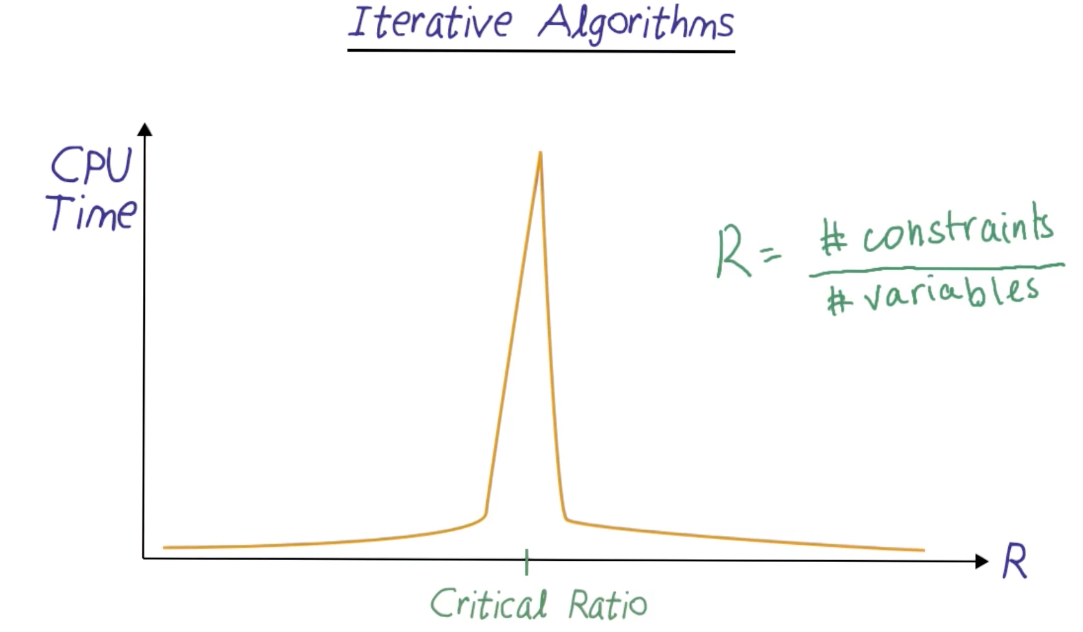 Iterative Algorithms
CPU
Time
R = # constraints
# variables
R
Critical Ratio